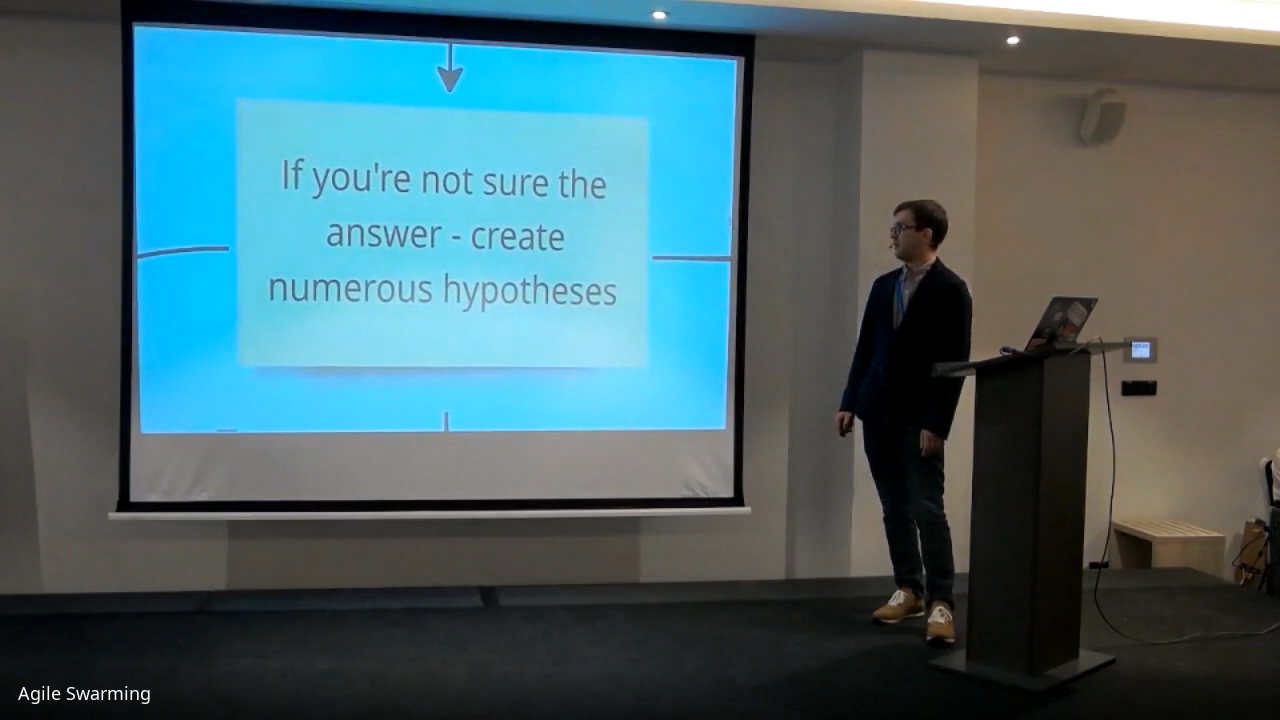 If you're not sure the
answer - create
numerous hypotheses
Agile Swarming